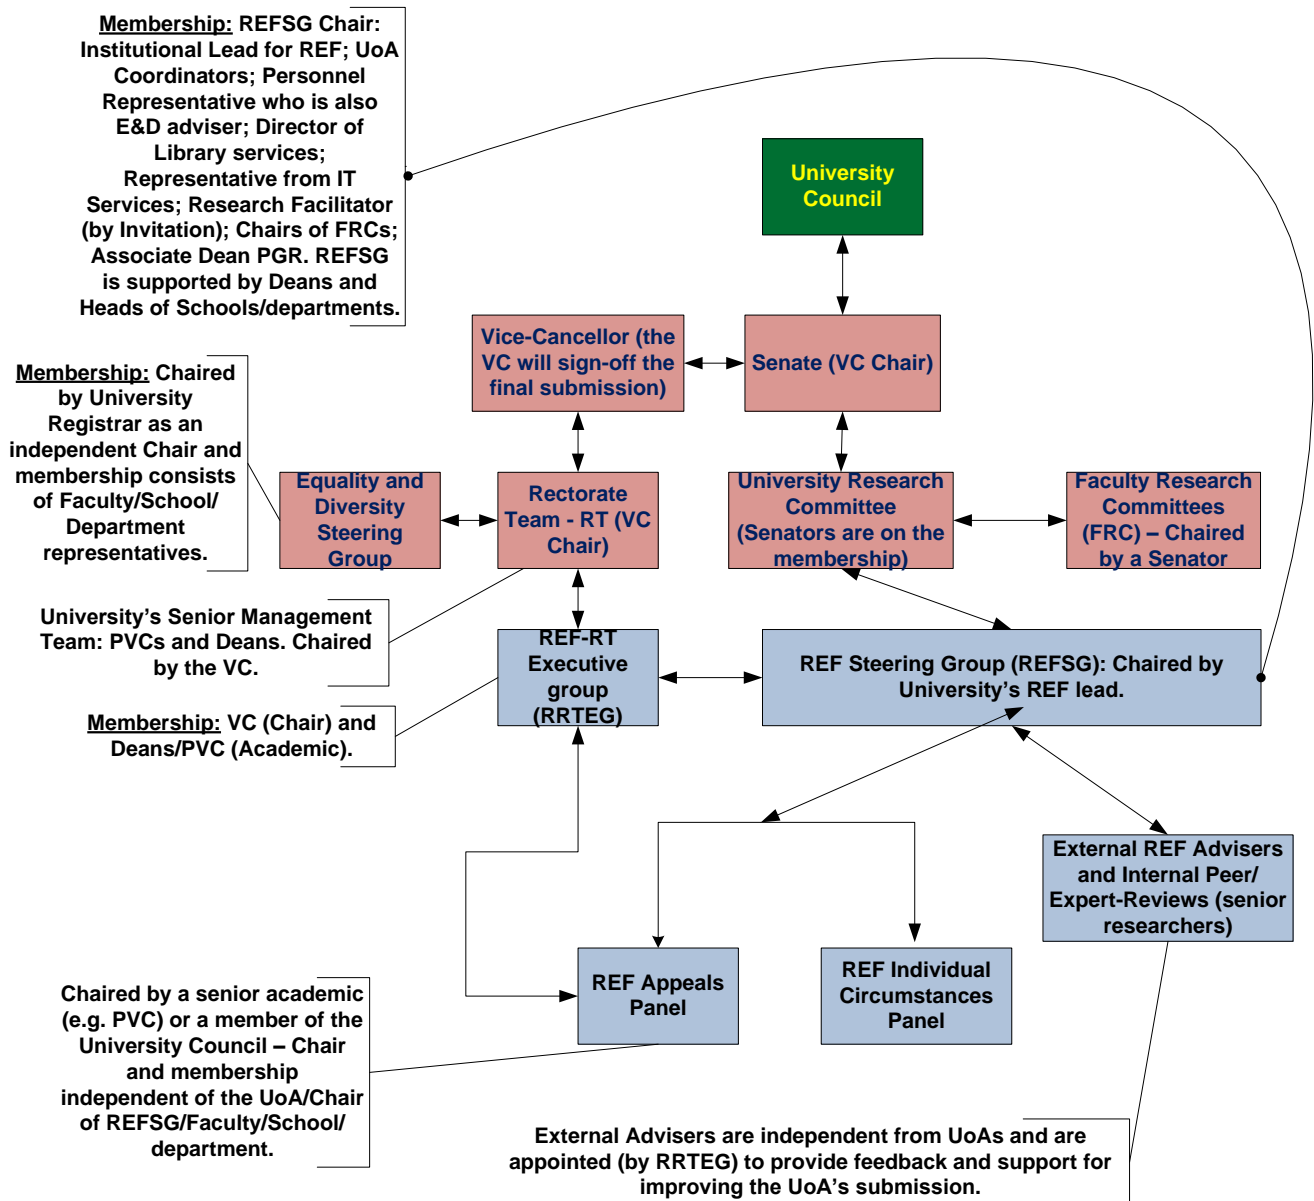 Membership: REFSG Chair:
Institutional Lead for REF; UoA
Coordinators; Personnel
Representative who is also
E&D adviser; Director of
Library services;
Representative from IT
Services; Research Facilitator
(by Invitation); Chairs of FRCs;
Associate Dean PGR. REFSG
is supported by Deans and
Heads of Schools/departments.
University
Council
Vice-Cancellor (the
VC will sign-off the
final submission)
Senate (VC Chair)
Membership: Chaired
by University
Registrar as an
independent Chair and
membership consists
of Faculty/School/
Department
representatives.
Equality and
Diversity
Steering
Group
Rectorate
Team - RT (VC
Chair)
University Research
Committee
(Senators are on the
membership)
Faculty Research
Committees
(FRC) – Chaired
by a Senator
University's Senior Management
Team: PVCs and Deans. Chaired
by the VC.
REF-RT
Executive
group
(RRTEG)
REF Steering Group (REFSG): Chaired by
University's REF lead.
Membership: VC (Chair) and
Deans/PVC (Academic).
External REF Advisers
and Internal Peer/
Expert-Reviews (senior
researchers)
REF Appeals
Panel
REF Individual
Circumstances
Panel
Chaired by a senior academic
(e.g. PVC) or a member of the
University Council – Chair
and membership
independent of the UoA/Chair
of REFSG/Faculty/School/
department.
External Advisers are independent from UoAs and are
appointed (by RRTEG) to provide feedback and support for
improving the UoA's submission.